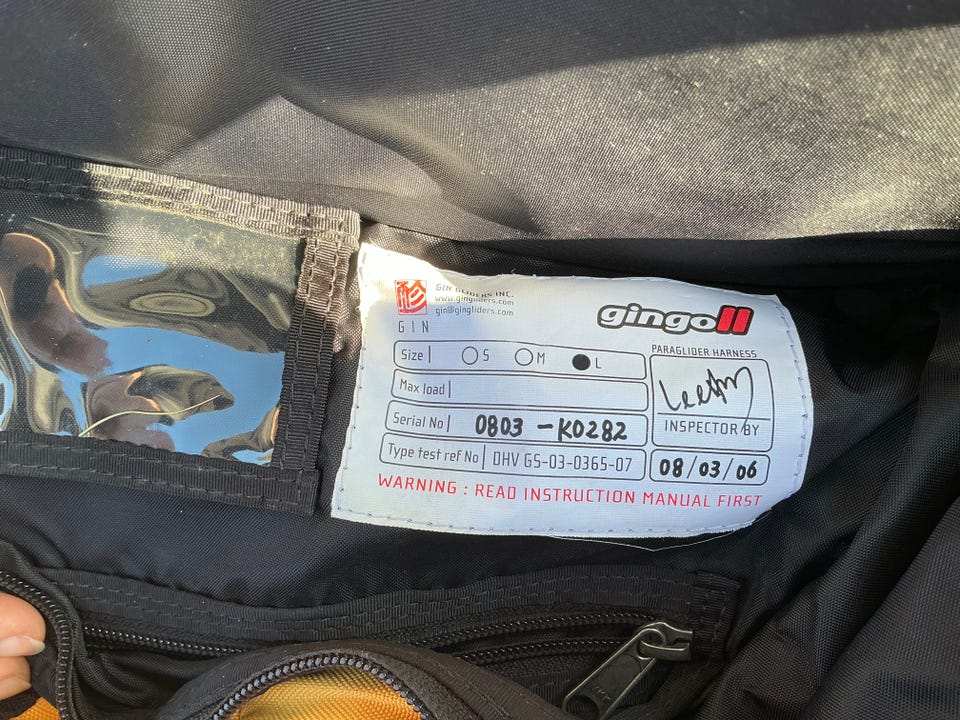 GIN GLIDERS INC.
www.gingliders.com
gin@gingliders.com
GIN
gingoII
PARAGLIDER HARNESS
Size S M L
Max load
Serial No 0803-K0282
INSPECTOR BY
Type test ref No DHV GS-03-0365-07
08/03/06
WARNING : READ INSTRUCTION MANUAL FIRST